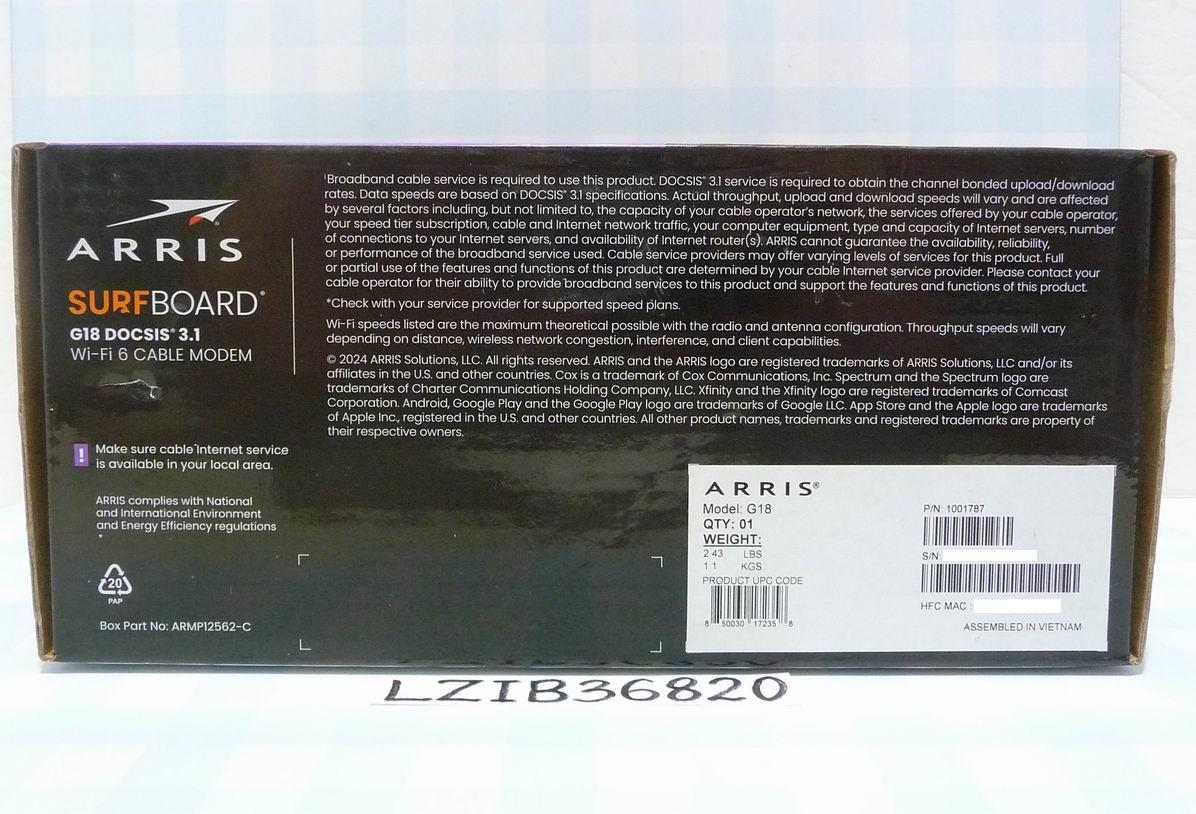 ARRIS
SURFBOARD®
G18 DOCSIS® 3.1
Wi-Fi 6 CABLE MODEM
! Make sure cable Internet service
is available in your local area.
ARRIS complies with National
and International Environment
and Energy Efficiency regulations
20
PAP
Box Part No: ARMP12562-C
¹Broadband cable service is required to use this product. DOCSIS® 3.1 service is required to obtain the channel bonded upload/download
rates. Data speeds are based on DOCSIS® 3.1 specifications. Actual throughput, upload and download speeds will vary and are affected
by several factors including, but not limited to, the capacity of your cable operator's network, the services offered by your cable operator,
your speed tier subscription, cable and Internet network traffic, your computer equipment, type and capacity of Internet servers, number
of connections to your Internet servers, and availability of Internet router(s). ARRIS cannot guarantee the availability, reliability,
or performance of the broadband service used. Cable service providers may offer varying levels of services for this product. Full
or partial use of the features and functions of this product are determined by your cable Internet service provider. Please contact your
cable operator for their ability to provide broadband services to this product and support the features and functions of this product.
*Check with your service provider for supported speed plans.
Wi-Fi speeds listed are the maximum theoretical possible with the radio and antenna configuration. Throughput speeds will vary
depending on distance, wireless network congestion, interference, and client capabilities.
© 2024 ARRIS Solutions, LLC. All rights reserved. ARRIS and the ARRIS logo are registered trademarks of ARRIS Solutions, LLC and/or its
affiliates in the U.S. and other countries. Cox is a trademark of Cox Communications, Inc. Spectrum and the Spectrum logo are
trademarks of Charter Communications Holding Company, LLC. Xfinity and the Xfinity logo are registered trademarks of Comcast
Corporation. Android, Google Play and the Google Play logo are trademarks of Google LLC. App Store and the Apple logo are trademarks
of Apple Inc., registered in the U.S. and other countries. All other product names, trademarks and registered trademarks are property of
their respective owners.
ARRIS®
Model: G18
QTY: 01
WEIGHT:
2.43 LBS
1.1 KGS
PRODUCT UPC CODE
8 50030 17235 8
P/N: 1001787
S/N:
HFC MAC :
ASSEMBLED IN VIETNAM
LZIB36820